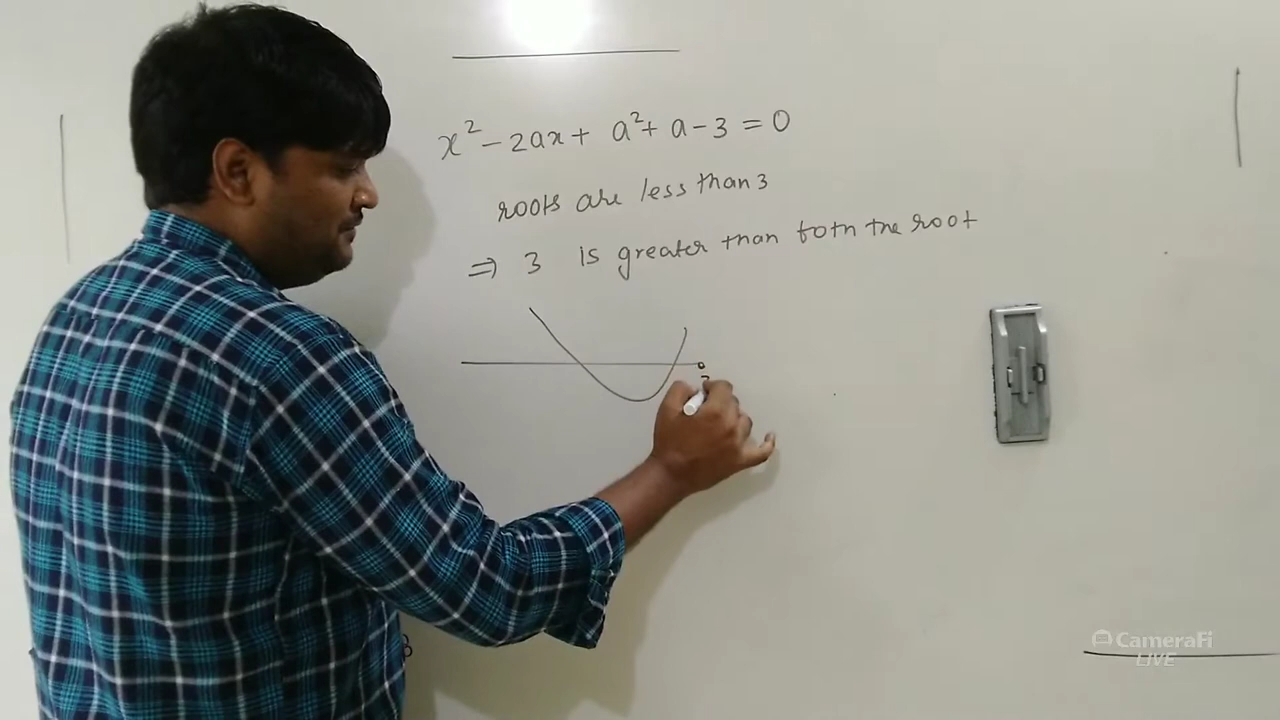 x² - 2ax + a² + a - 3 = 0
roots are less than 3
⇒ 3 is greater than both the root
3
CameraFi
LIVE